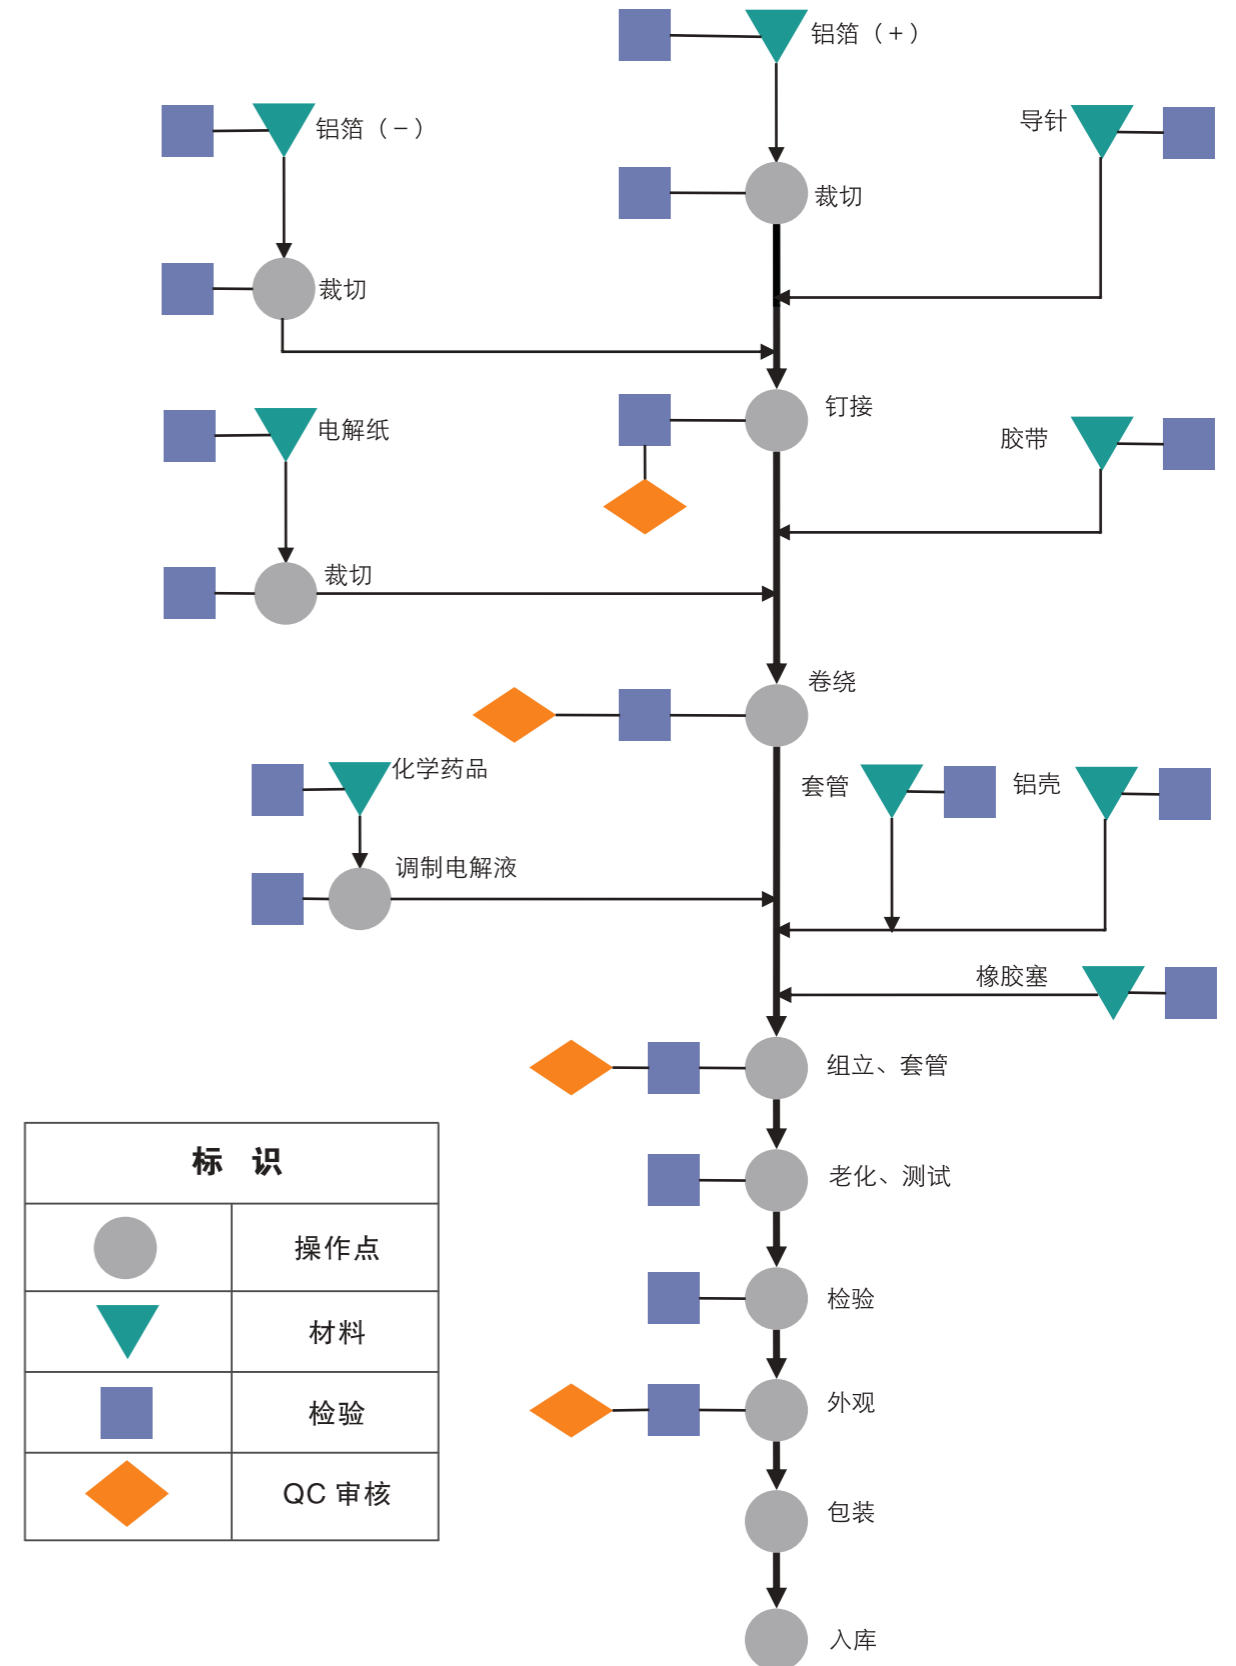 铝箔（+）
铝箔（-）
导针
裁切
裁切
钉接
电解纸
胶带
裁切
卷绕
化学药品
套管
铝壳
调制电解液
橡胶塞
组立、套管
老化、测试
检验
外观
包装
入库
标 识
操作点
材料
检验
QC 审核